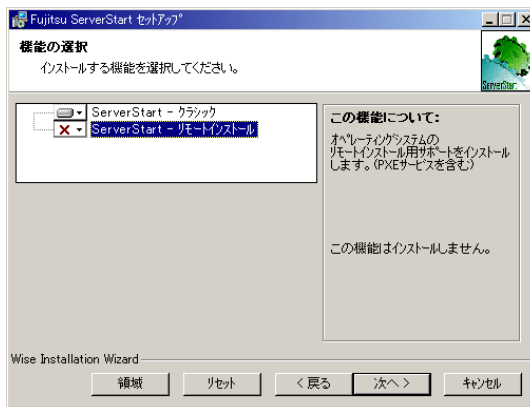 Fujitsu ServerStart ｾｯﾄｱｯﾌﾟ
機能の選択
インストールする機能を選択してください。
ServerStart
ServerStart - クラシック
ServerStart - リモートインストール
この機能について:
オペレーティングシステムの
リモートインストール用サポートをインストール
します。(PXEサービスを含む)
この機能はインストールしません。
Wise Installation Wizard
領域
リセット
< 戻る
次へ >
キャンセル